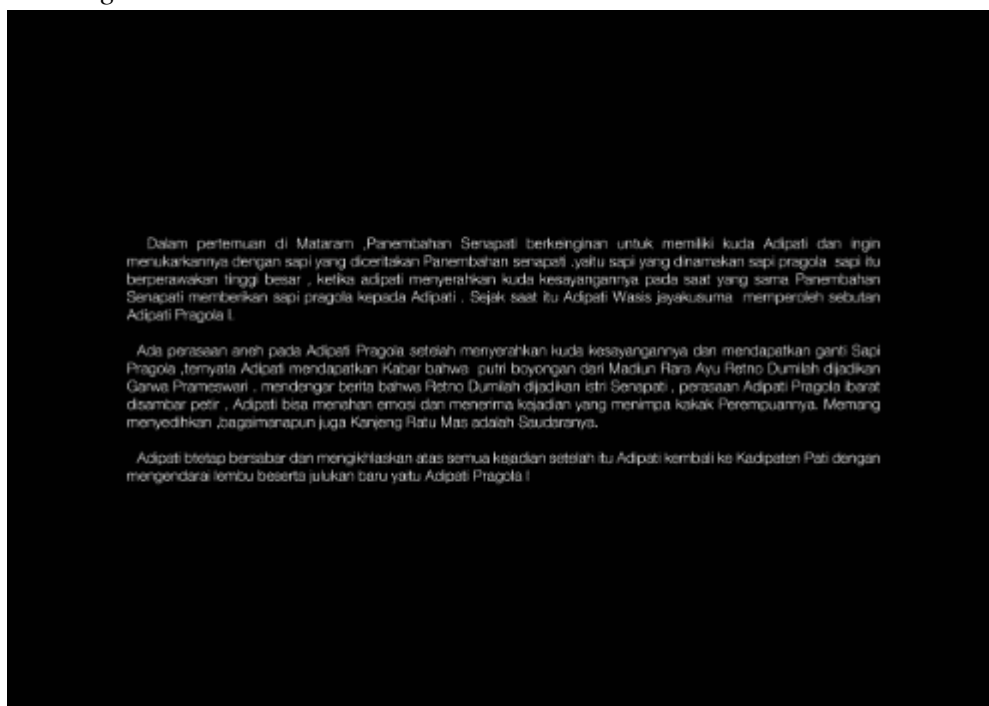 Dalam pertemuan di Mataram ,Panembahan Senapati berkeinginan untuk memiliki kuda Adipati dan ingin
menukarkannya dengan sapi yang diceritakan Panembahan senapati .yaitu sapi yang dinamakan sapi pragola sapi itu
berperawakan tinggi besar , ketika adipati menyerahkan kuda kesayangannya pada saat yang sama Panembahan
Senapati memberikan sapi pragola kepada Adipati . Sejak saat itu Adipati Wasis jayakusuma memperoleh sebutan
Adipati Pragola I.
Ada perasaan aneh pada Adipati Pragola setelah menyerahkan kuda kesayangannya dan mendapatkan ganti Sapi
Pragola ,ternyata Adipati mendapatkan Kabar bahwa putri boyongan dari Madiun Rara Ayu Retno Dumilah dijadikan
Garwa Prameswari . mendengar berita bahwa Retno Dumilah dijadikan istri Senapati , perasaan Adipati Pragola ibarat
disambar petir , Adipati bisa menahan emosi dan menerima kejadian yang menimpa kakak Perempuannya. Memang
menyedihkan ,bagaimanapun juga Kanjeng Ratu Mas adalah Saudaranya.
Adipati btetap bersabar dan mengikhlaskan atas semua kejadian setelah itu Adipati kembali ke Kadipaten Pati dengan
mengendarai lembu beserta julukan baru yaitu Adipati Pragola I